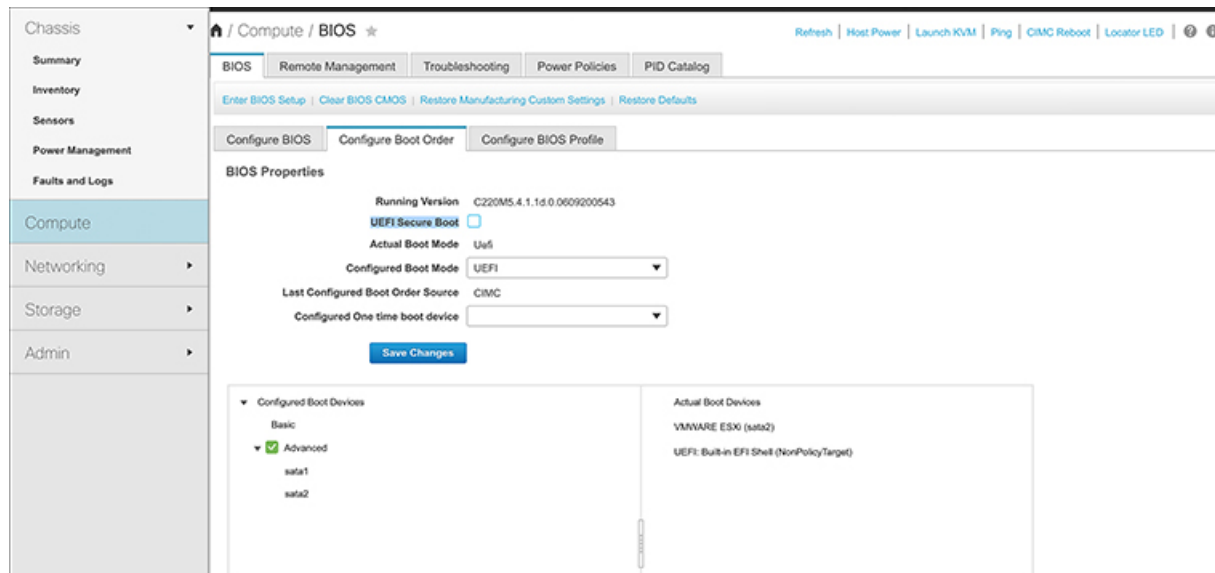 Chassis
Summary
Inventory
Sensors
Power Management
Faults and Logs
Compute
Networking
Storage
Admin
/ Compute / BIOS
Refresh | Host Power | Launch KVM | Ping | CIMC Reboot | Locator LED | ?
BIOS Remote Management Troubleshooting Power Policies PID Catalog
Enter BIOS Setup | Clear BIOS CMOS | Restore Manufacturing Custom Settings | Restore Defaults
Configure BIOS Configure Boot Order Configure BIOS Profile
BIOS Properties
Running Version C220M5.4.1.1d.0.0609200543
UEFI Secure Boot
Actual Boot Mode Uefi
Configured Boot Mode UEFI
Last Configured Boot Order Source CIMC
Configured One time boot device
Save Changes
Configured Boot Devices
Basic
Advanced
sata1
sata2
Actual Boot Devices
VMWARE ESXi (sata2)
UEFI: Built-in EFI Shell (NonPolicyTarget)